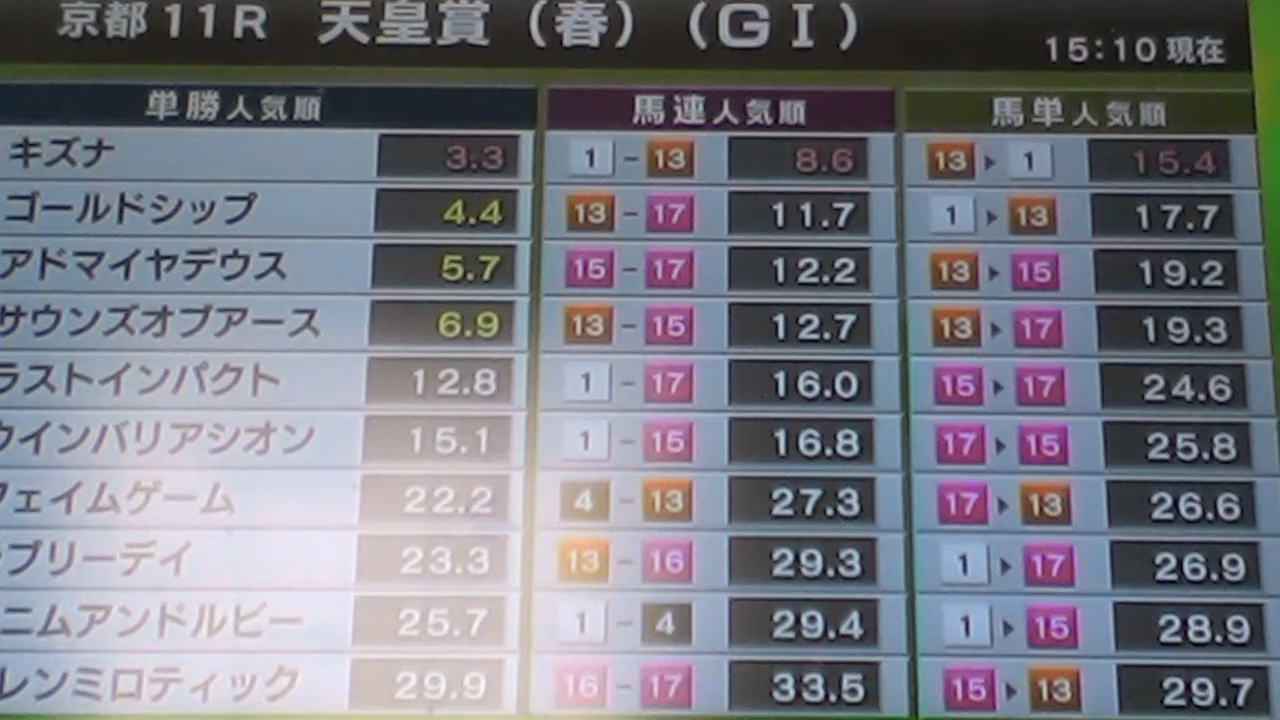 京都11R 天皇賞(春)(GI)
15:10現在
単勝人気順 馬連人気順 馬単人気順
キズナ 3.3 1-13 8.6 13▶1 15.4
ゴールドシップ 4.4 13-17 11.7 1▶13 17.7
アドマイヤデウス 5.7 15-17 12.2 13▶15 19.2
サウンズオブアース 6.9 13-15 12.7 13▶17 19.3
ラストインパクト 12.8 1-17 16.0 15▶17 24.6
ウインバリアシオン 15.1 1-15 16.8 17▶15 25.8
フェイムゲーム 22.2 4-13 27.3 17▶13 26.6
ブリーデイ 23.3 13-16 29.3 1▶17 26.9
ニムアンドルビー 25.7 1-4 29.4 1▶15 28.9
レンミロティック 29.9 16-17 33.5 15▶13 29.7